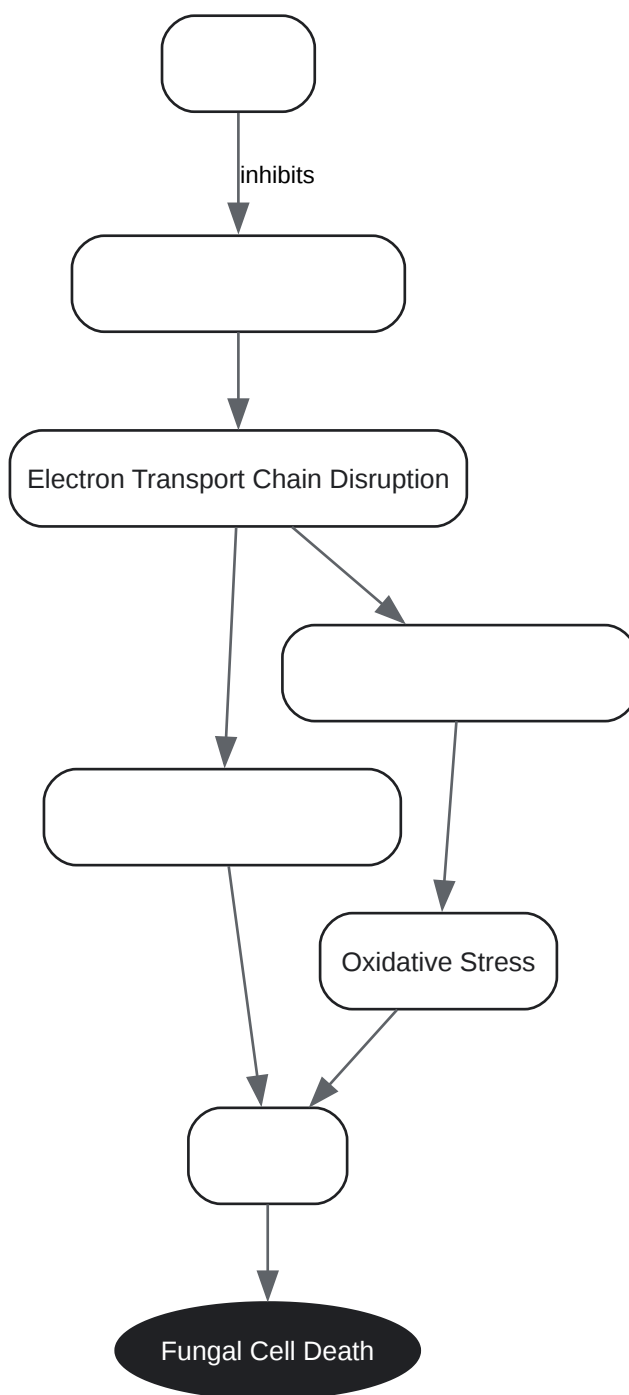 inhibits
Electron Transport Chain Disruption
Oxidative Stress
Fungal Cell Death